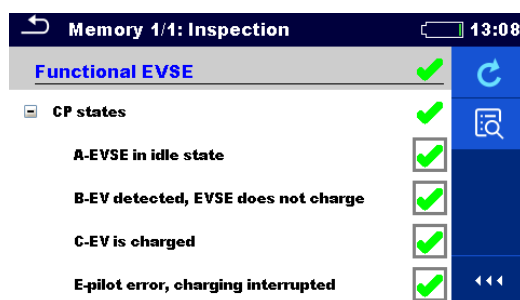 Memory 1/1: Inspection 13:08
Functional EVSE
CP states
A-EVSE in idle state
B-EV detected, EVSE does not charge
C-EV is charged
E-pilot error, charging interrupted